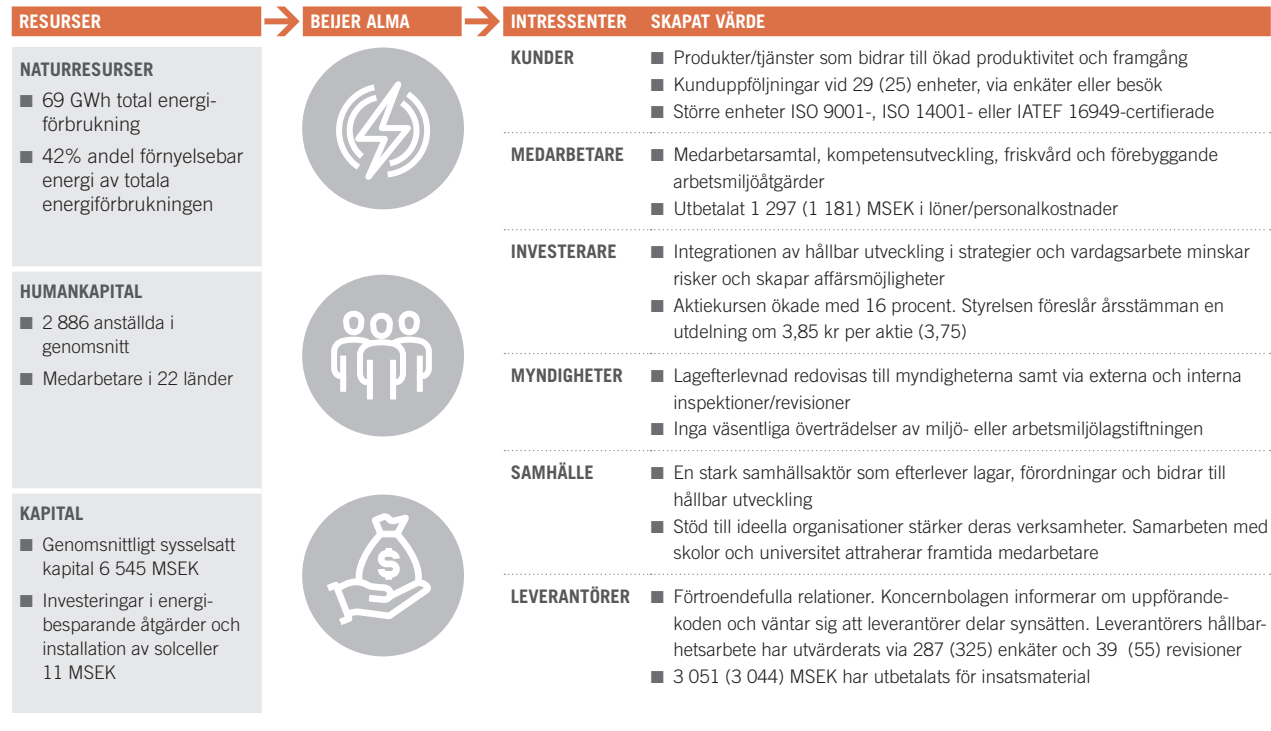 RESURSER
NATURRESURSER
■ 69 GWh total energi-
förbrukning
■ 42% andel förnyelsebar
energi av totala
energiförbrukningen
HUMANKAPITAL
■ 2 886 anställda i
genomsnitt
■ Medarbetare i 22 länder
KAPITAL
■ Genomsnittligt sysselsatt
kapital 6 545 MSEK
■ Investeringar i energi-
besparande åtgärder och
installation av solceller
11 MSEK
BEIJER ALMA
$
INTRESSENTER SKAPAT VÄRDE
KUNDER ■ Produkter/tjänster som bidrar till ökad produktivitet och framgång
■ Kunduppföljningar vid 29 (25) enheter, via enkäter eller besök
■ Större enheter ISO 9001-, ISO 14001- eller IATEF 16949-certifierade
MEDARBETARE ■ Medarbetarsamtal, kompetensutveckling, friskvård och förebyggande
arbetsmiljöåtgärder
■ Utbetalat 1 297 (1 181) MSEK i löner/personalkostnader
INVESTERARE ■ Integrationen av hållbar utveckling i strategier och vardagsarbete minskar
risker och skapar affärsmöjligheter
■ Aktiekursen ökade med 16 procent. Styrelsen föreslår årsstämman en
utdelning om 3,85 kr per aktie (3,75)
MYNDIGHETER ■ Lagefterlevnad redovisas till myndigheterna samt via externa och interna
inspektioner/revisioner
■ Inga väsentliga överträdelser av miljö- eller arbetsmiljölagstiftningen
SAMHÄLLE ■ En stark samhällsaktör som efterlever lagar, förordningar och bidrar till
hållbar utveckling
■ Stöd till ideella organisationer stärker deras verksamheter. Samarbeten med
skolor och universitet attraherar framtida medarbetare
LEVERANTÖRER ■ Förtroendefulla relationer. Koncernbolagen informerar om uppförande-
koden och väntar sig att leverantörer delar synsätten. Leverantörers hållbar-
hetsarbete har utvärderats via 287 (325) enkäter och 39 (55) revisioner
■ 3 051 (3 044) MSEK har utbetalats för insatsmaterial